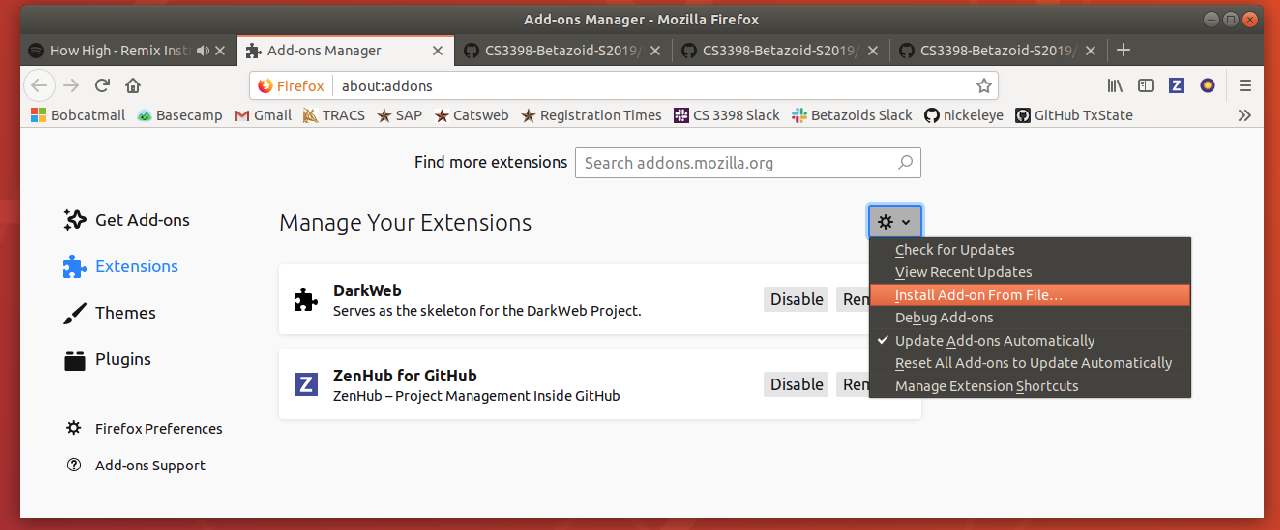 Add-ons Manager - Mozilla Firefox
How High - Remix Instr
Add-ons Manager
CS3398-Betazoid-S2019/
CS3398-Betazoid-S2019/
CS3398-Betazoid-S2019/
Firefox
about:addons
Bobcatmail
Basecamp
Gmail
TRACS
SAP
Catsweb
Registration Times
CS 3398 Slack
Betazoids Slack
nickeleye
GitHub TxState
Find more extensions
Search addons.mozilla.org
Get Add-ons
Extensions
Themes
Plugins
Firefox Preferences
Add-ons Support
Manage Your Extensions
DarkWeb
Serves as the skeleton for the DarkWeb Project.
Disable
Rem
ZenHub for GitHub
ZenHub – Project Management Inside GitHub
Disable
Rem
Check for Updates
View Recent Updates
Install Add-on From File...
Debug Add-ons
Update Add-ons Automatically
Reset All Add-ons to Update Automatically
Manage Extension Shortcuts